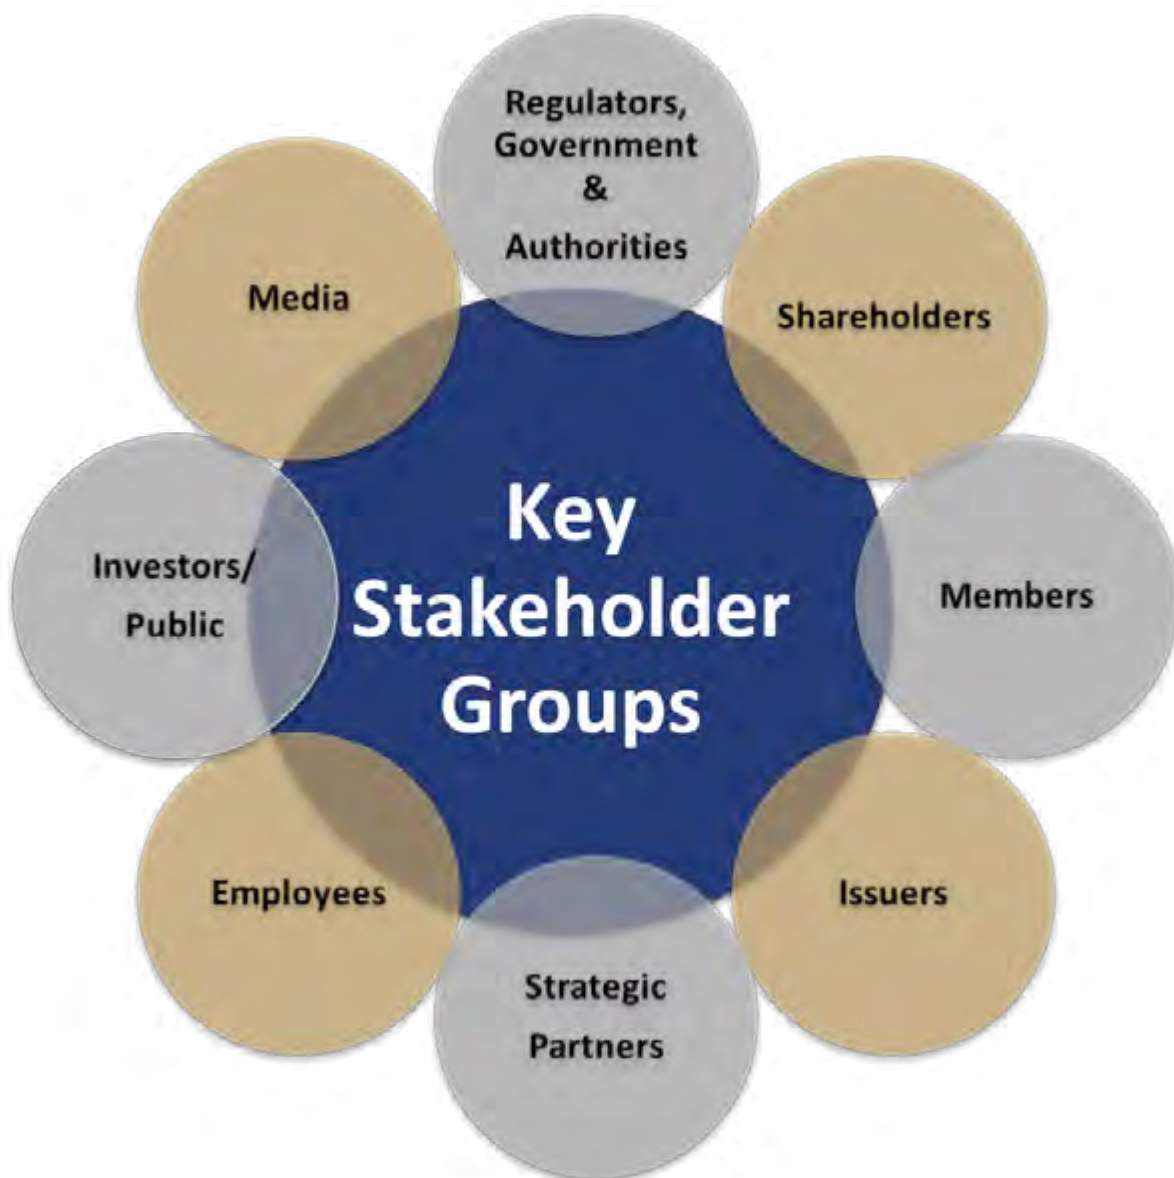 Regulators,
Government
&
Authorities
Shareholders
Members
Issuers
Strategic
Partners
Employees
Investors/
Public
Media
Key
Stakeholder
Groups